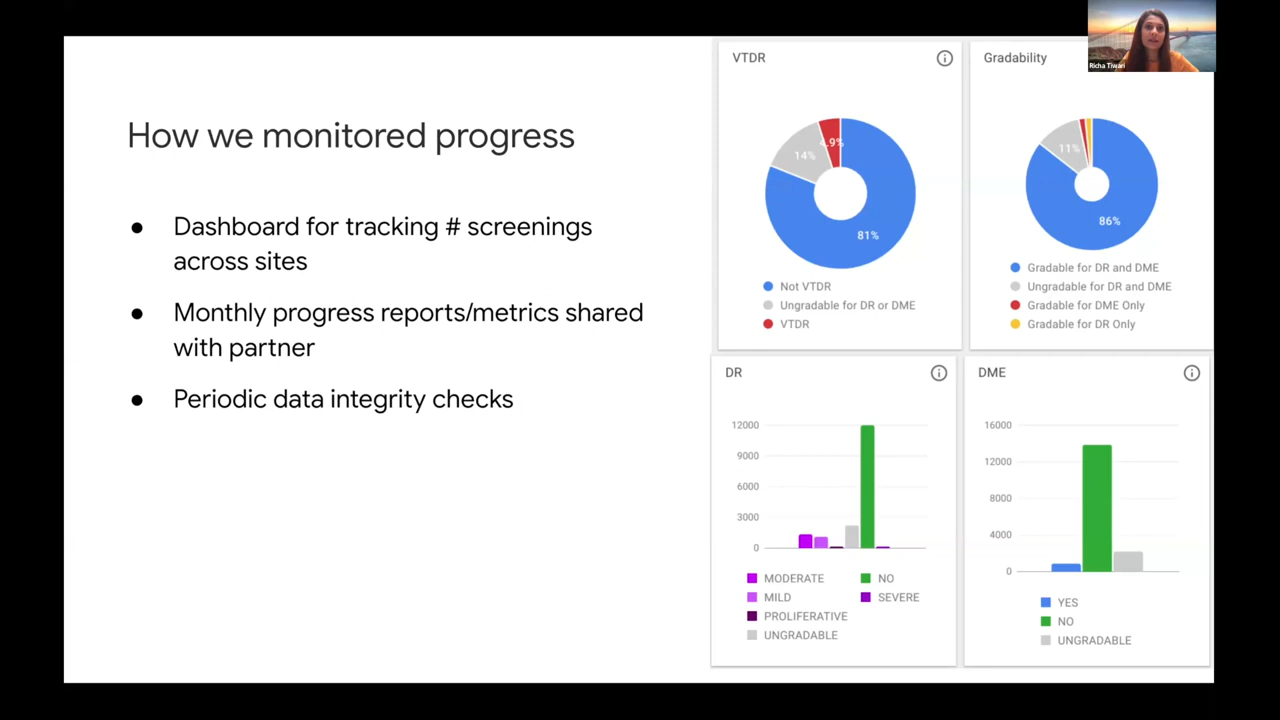 How we monitored progress
● Dashboard for tracking # screenings
across sites
● Monthly progress reports/metrics shared
with partner
● Periodic data integrity checks
VTDR
14%
81%
Not VTDR
Ungradable for DR or DME
VTDR
Gradability
11%
86%
Gradable for DR and DME
Ungradable for DR and DME
Gradable for DME Only
Gradable for DR Only
Richa Tiwari
DR
12000
9000
6000
3000
0
MODERATE
NO
MILD
SEVERE
PROLIFERATIVE
UNGRADABLE
DME
16000
12000
8000
4000
0
YES
NO
UNGRADABLE